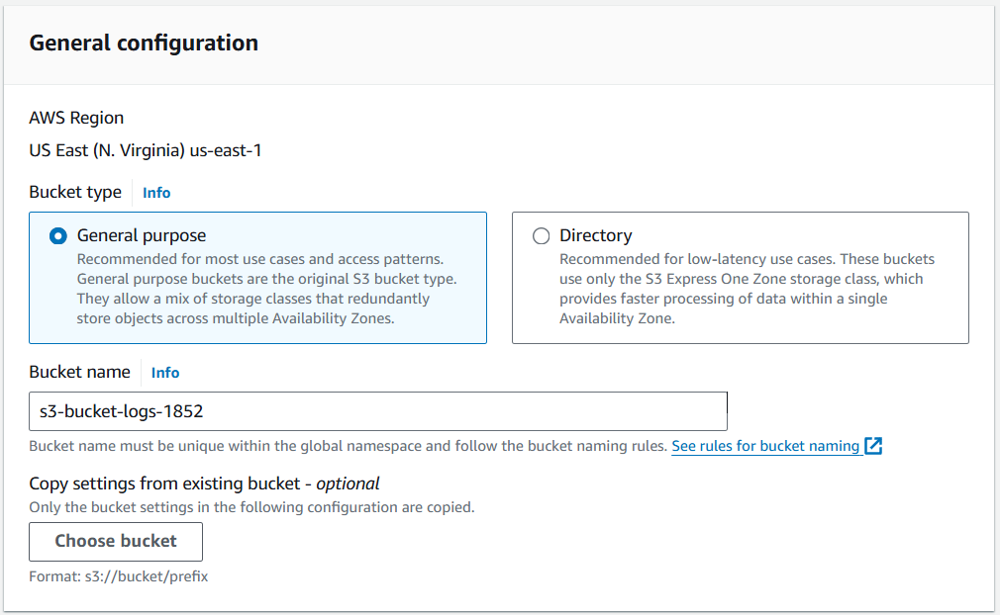 General configuration
AWS Region
US East (N. Virginia) us-east-1
Bucket type Info
General purpose
Recommended for most use cases and access patterns.
General purpose buckets are the original S3 bucket type.
They allow a mix of storage classes that redundantly
store objects across multiple Availability Zones.
Directory
Recommended for low-latency use cases. These buckets
use only the S3 Express One Zone storage class, which
provides faster processing of data within a single
Availability Zone.
Bucket name Info
s3-bucket-logs-1852
Bucket name must be unique within the global namespace and follow the bucket naming rules. See rules for bucket naming
Copy settings from existing bucket - optional
Only the bucket settings in the following configuration are copied.
Choose bucket
Format: s3://bucket/prefix